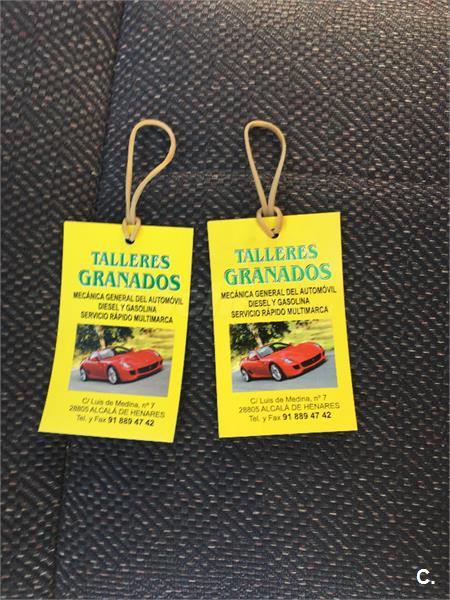 TALLERES
GRANADOS
MECÁNICA GENERAL DEL AUTOMÓVIL
DIESEL Y GASOLINA
SERVICIO RÁPIDO MULTIMARCA
C/ Luis de Medina, nº 7
28805 ALCALÁ DE HENARES
Tel. y Fax 91 889 47 42
TALLERES
GRANADOS
MECÁNICA GENERAL DEL AUTOMÓVIL
DIESEL Y GASOLINA
SERVICIO RÁPIDO MULTIMARCA
C/ Luis de Medina, nº 7
28805 ALCALÁ DE HENARES
Tel. y Fax 91 889 47 42
C.